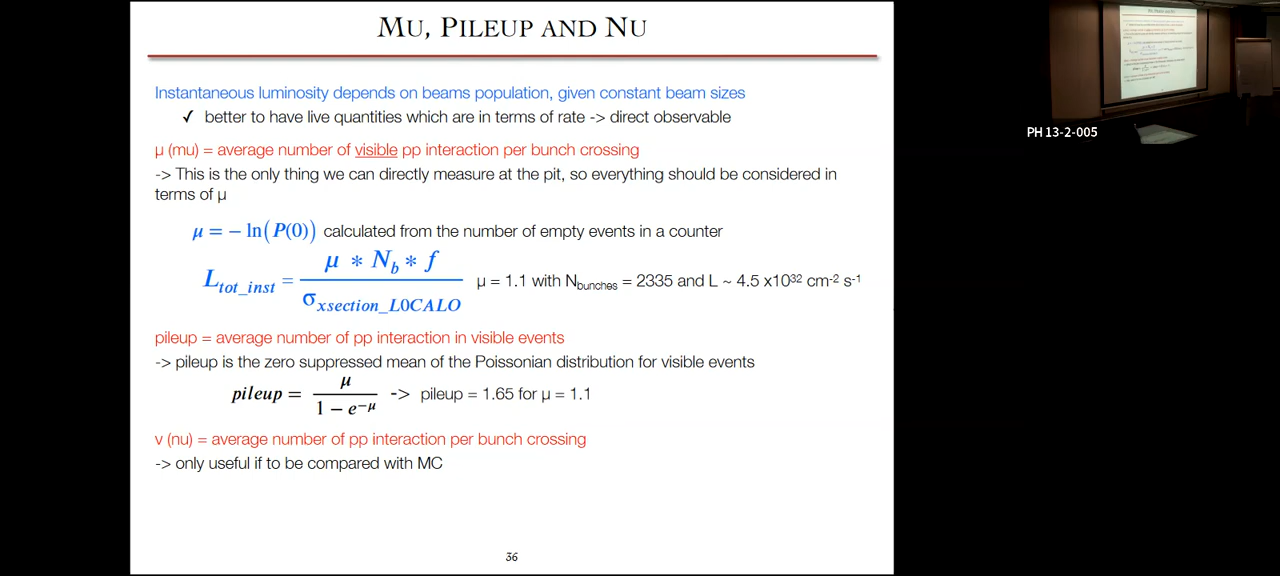 MU, PILEUP AND NU
Instantaneous luminosity depends on beams population, given constant beam sizes
✓ better to have live quantities which are in terms of rate -> direct observable
μ (mu) = average number of visible pp interaction per bunch crossing
-> This is the only thing we can directly measure at the pit, so everything should be considered in
terms of μ
μ = − ln(P(0)) calculated from the number of empty events in a counter
L_tot_inst = μ * N_b * f / σ_xsection_L0CALO μ = 1.1 with N_bunches = 2335 and L ~ 4.5 x10³² cm⁻² s⁻¹
pileup = average number of pp interaction in visible events
-> pileup is the zero suppressed mean of the Poissonian distribution for visible events
pileup = μ / (1 − e^−μ) -> pileup = 1.65 for μ = 1.1
ν (nu) = average number of pp interaction per bunch crossing
-> only useful if to be compared with MC
36
PH 13-2-005